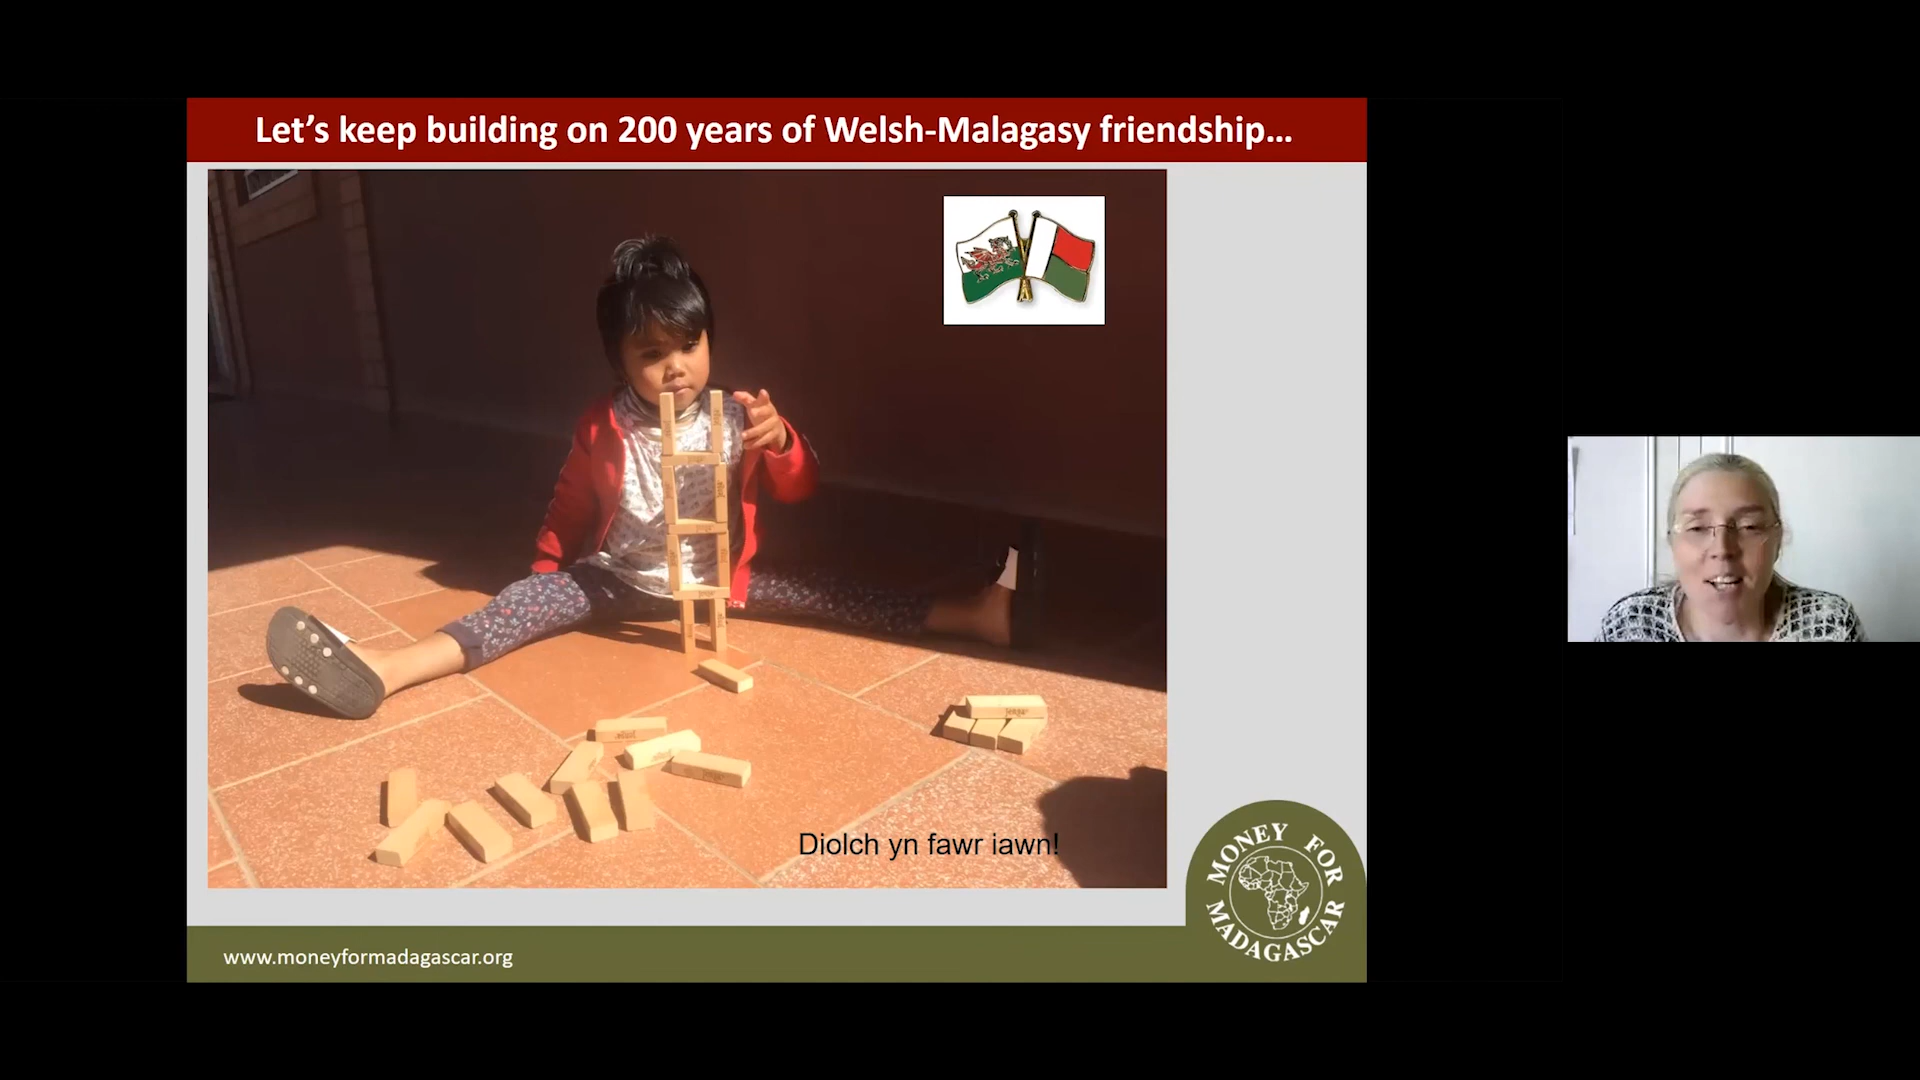 Let’s keep building on 200 years of Welsh-Malagasy friendship...
Diolch yn fawr iawn!
www.moneyformadagascar.org
MONEY FOR
MADAGASCAR